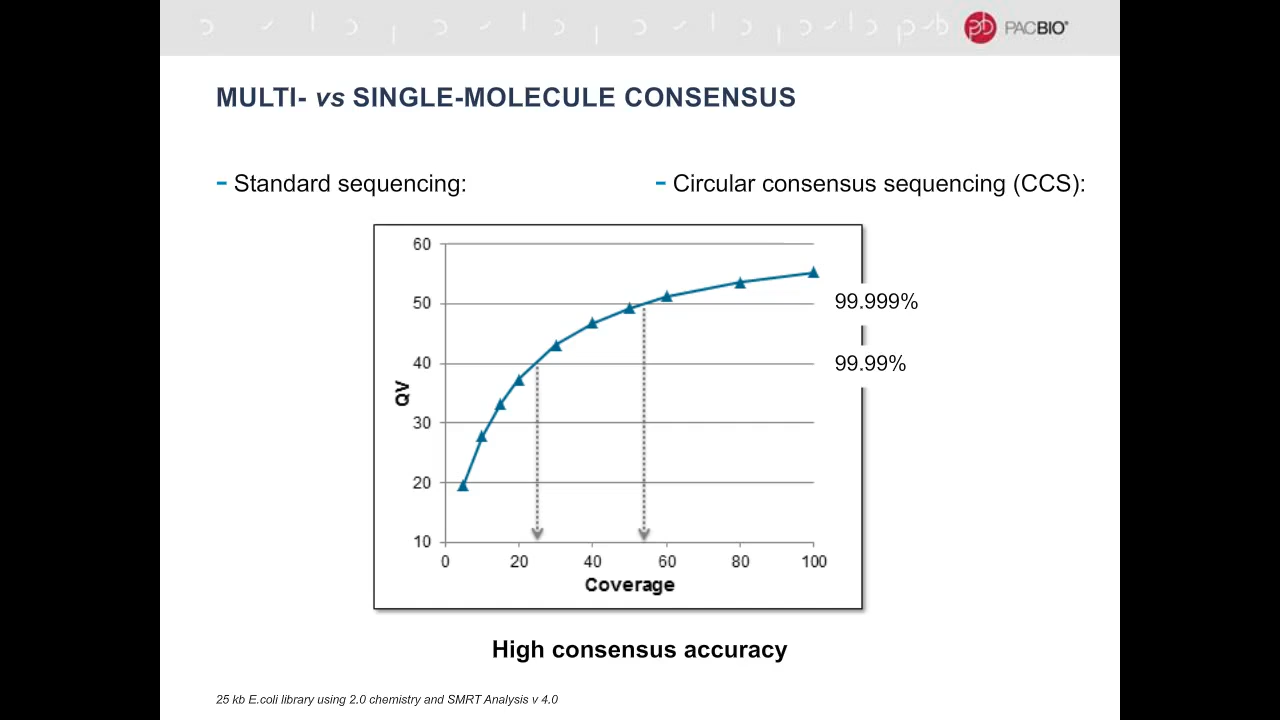 PACBIO®
MULTI- vs SINGLE-MOLECULE CONSENSUS
- Standard sequencing:
- Circular consensus sequencing (CCS):
60
50
40
30
20
10
QV
0 20 40 60 80 100
Coverage
99.999%
99.99%
High consensus accuracy
25 kb E.coli library using 2.0 chemistry and SMRT Analysis v 4.0